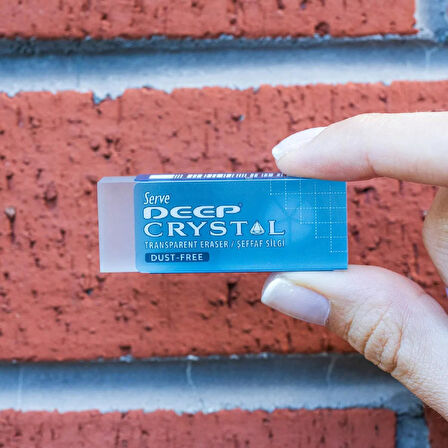 Serve
DEEP
CRYSTAL
TRANSPARENT ERASER / ŞEFFAF SİLGİ
DUST-FREE